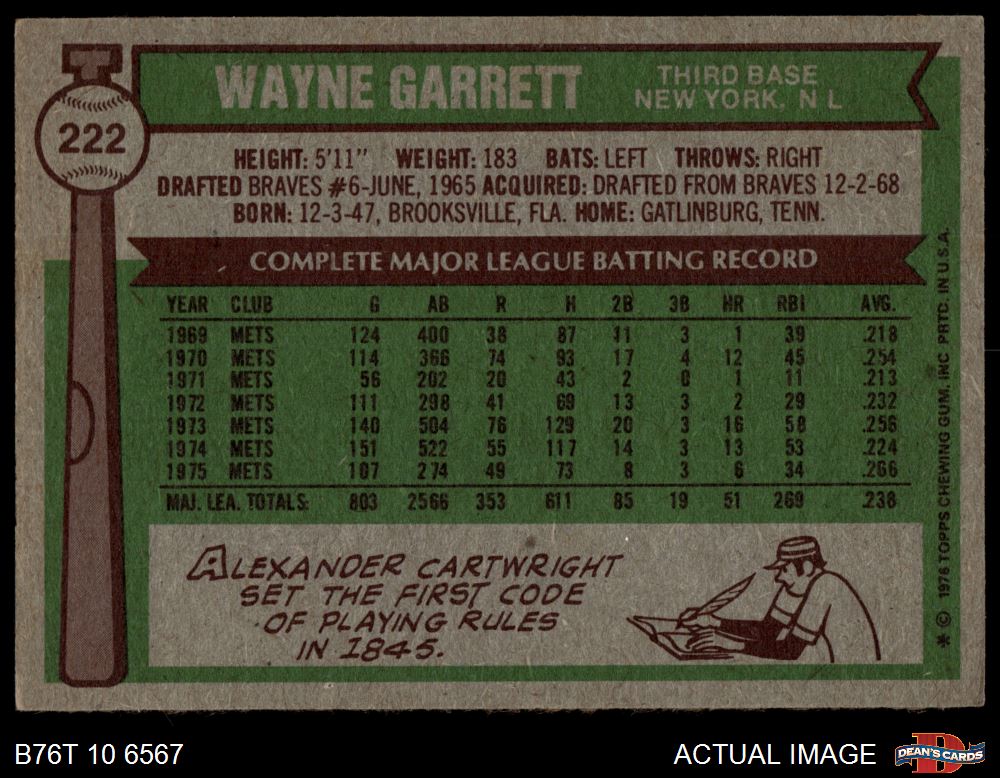 WAYNE GARRETT
THIRD BASE
NEW YORK, N L
222
HEIGHT: 5'11" WEIGHT: 183 BATS: LEFT THROWS: RIGHT
DRAFTED BRAVES #6-JUNE, 1965 ACQUIRED: DRAFTED FROM BRAVES 12-2-68
BORN: 12-3-47, BROOKSVILLE, FLA. HOME: GATLINBURG, TENN.
COMPLETE MAJOR LEAGUE BATTING RECORD
YEAR CLUB G AB R H 2B 3B HR RBI AVG.
1969 METS 124 400 38 87 11 3 1 39 .218
1970 METS 114 366 74 93 17 4 12 45 .254
1971 METS 56 202 20 43 2 0 1 11 .213
1972 METS 111 298 41 69 13 3 2 29 .232
1973 METS 140 504 76 129 20 3 16 58 .256
1974 METS 151 522 55 117 14 3 13 53 .224
1975 METS 107 274 49 73 8 3 6 34 .266
MAJ. LEA. TOTALS: 803 2566 353 611 85 19 51 269 .238
ALEXANDER CARTWRIGHT
SET THE FIRST CODE
OF PLAYING RULES
IN 1845.
* © 1976 TOPPS CHEWING GUM, INC PRTD. IN U.S.A.
B76T 10 6567
ACTUAL IMAGE
DEAN'S CARDS